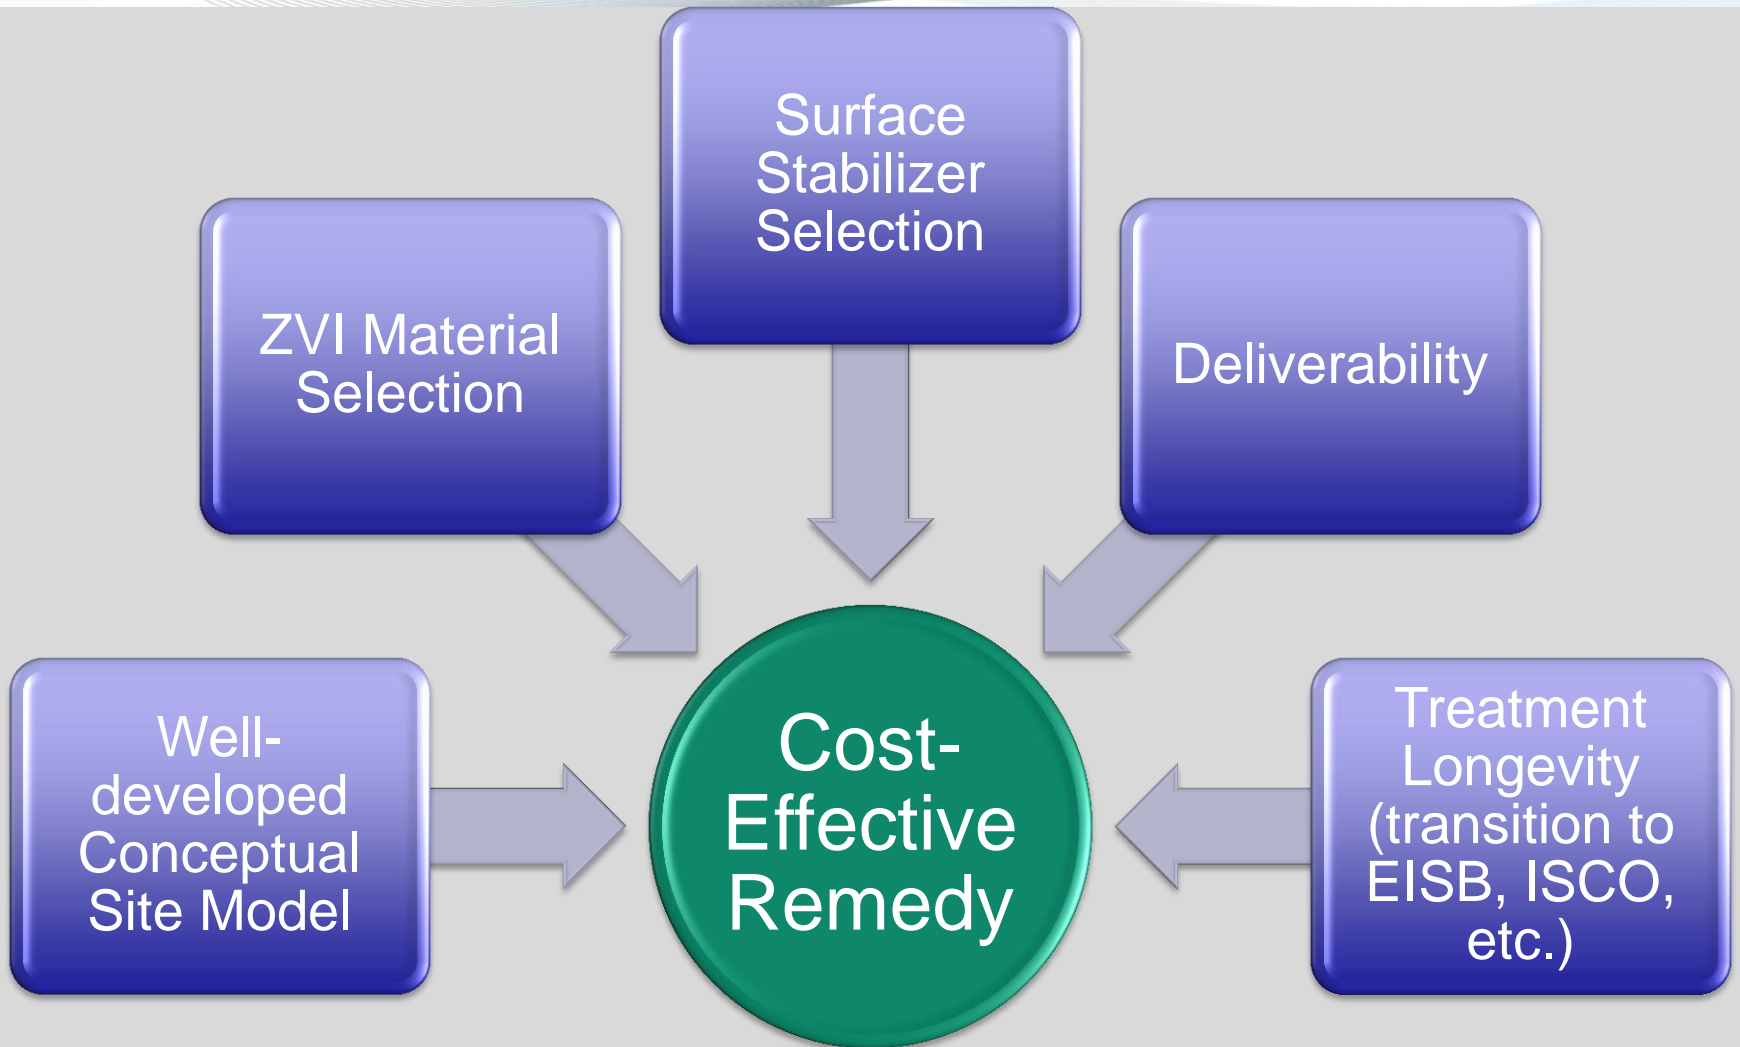 Surface
Stabilizer
Selection
ZVI Material
Selection
Deliverability
Well-
developed
Conceptual
Site Model
Cost-
Effective
Remedy
Treatment
Longevity
(transition to
EISB, ISCO,
etc.)